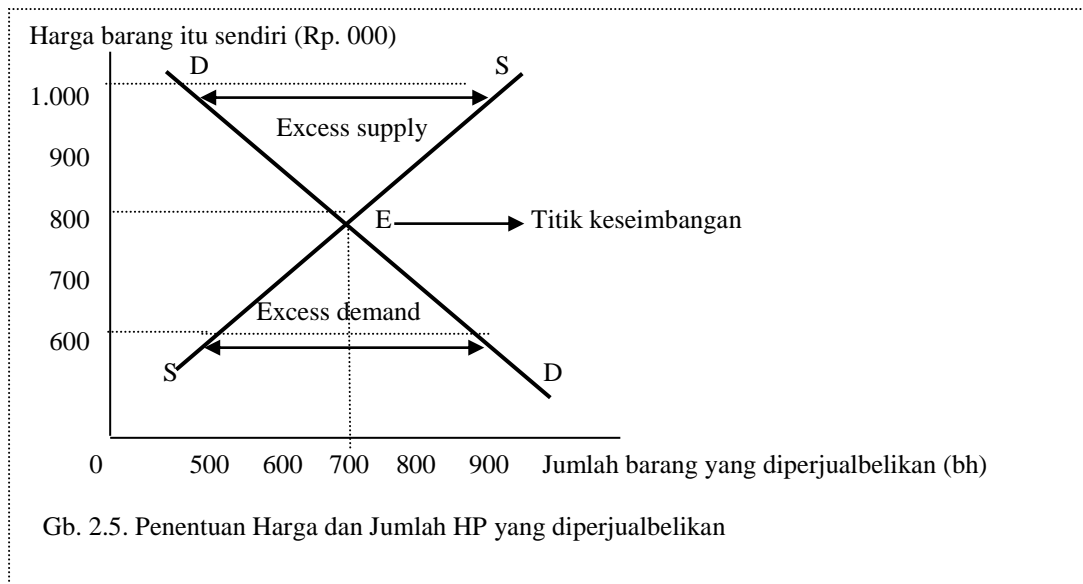 Harga barang itu sendiri (Rp. 000)
D S
1.000
Excess supply
900
800 E Titik keseimbangan
700
Excess demand
600
S D
0 500 600 700 800 900 Jumlah barang yang diperjualbelikan (bh)
Gb. 2.5. Penentuan Harga dan Jumlah HP yang diperjualbelikan